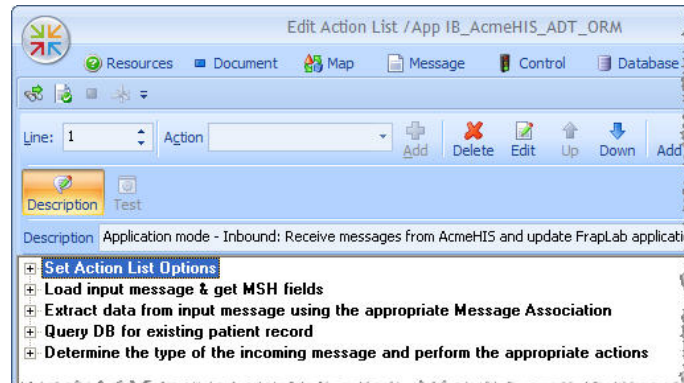 Edit Action List /App IB_AcmeHIS_ADT_ORM
Resources Document Map Message Control Database
Line: 1 Action Add Delete Edit Up Down Add
Description Test
Description Application mode - Inbound: Receive messages from AcmeHIS and update FrapLab applicati
Set Action List Options
Load input message & get MSH fields
Extract data from input message using the appropriate Message Association
Query DB for existing patient record
Determine the type of the incoming message and perform the appropriate actions